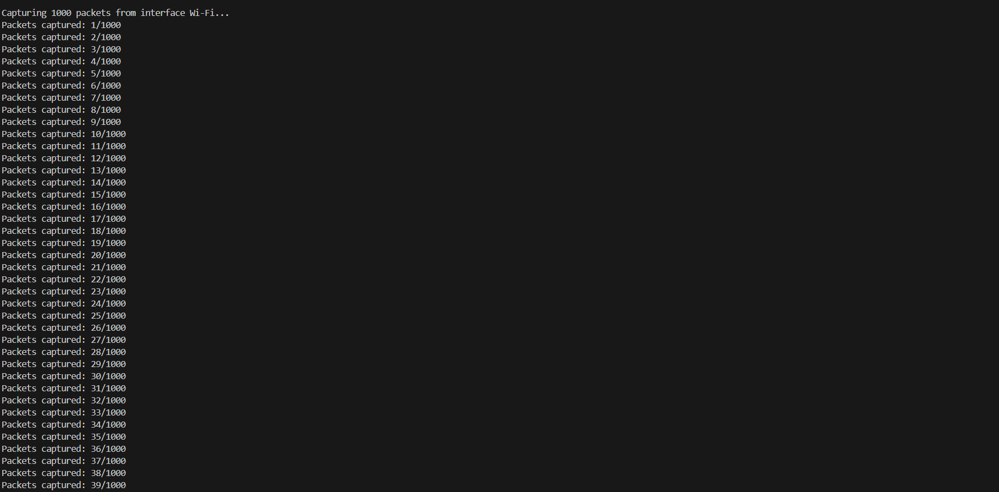 Capturing 1000 packets from interface Wi-Fi...
Packets captured: 1/1000
Packets captured: 2/1000
Packets captured: 3/1000
Packets captured: 4/1000
Packets captured: 5/1000
Packets captured: 6/1000
Packets captured: 7/1000
Packets captured: 8/1000
Packets captured: 9/1000
Packets captured: 10/1000
Packets captured: 11/1000
Packets captured: 12/1000
Packets captured: 13/1000
Packets captured: 14/1000
Packets captured: 15/1000
Packets captured: 16/1000
Packets captured: 17/1000
Packets captured: 18/1000
Packets captured: 19/1000
Packets captured: 20/1000
Packets captured: 21/1000
Packets captured: 22/1000
Packets captured: 23/1000
Packets captured: 24/1000
Packets captured: 25/1000
Packets captured: 26/1000
Packets captured: 27/1000
Packets captured: 28/1000
Packets captured: 29/1000
Packets captured: 30/1000
Packets captured: 31/1000
Packets captured: 32/1000
Packets captured: 33/1000
Packets captured: 34/1000
Packets captured: 35/1000
Packets captured: 36/1000
Packets captured: 37/1000
Packets captured: 38/1000
Packets captured: 39/1000